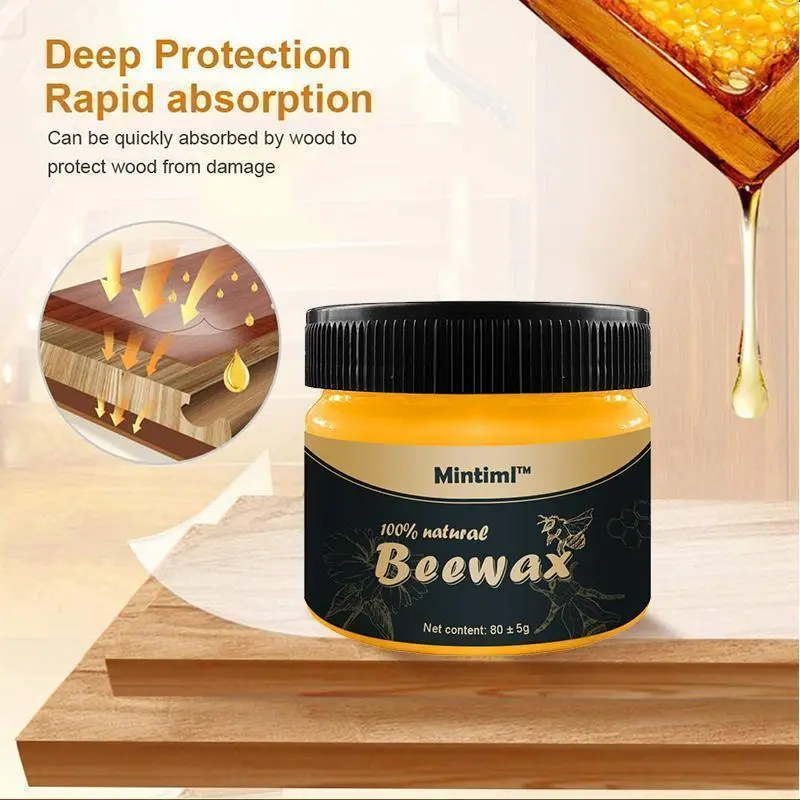 Deep Protection
Rapid absorption
Can be quickly absorbed by wood to
protect wood from damage
Mintiml™
100% natural
Beewax
Net content: 80 ± 5g